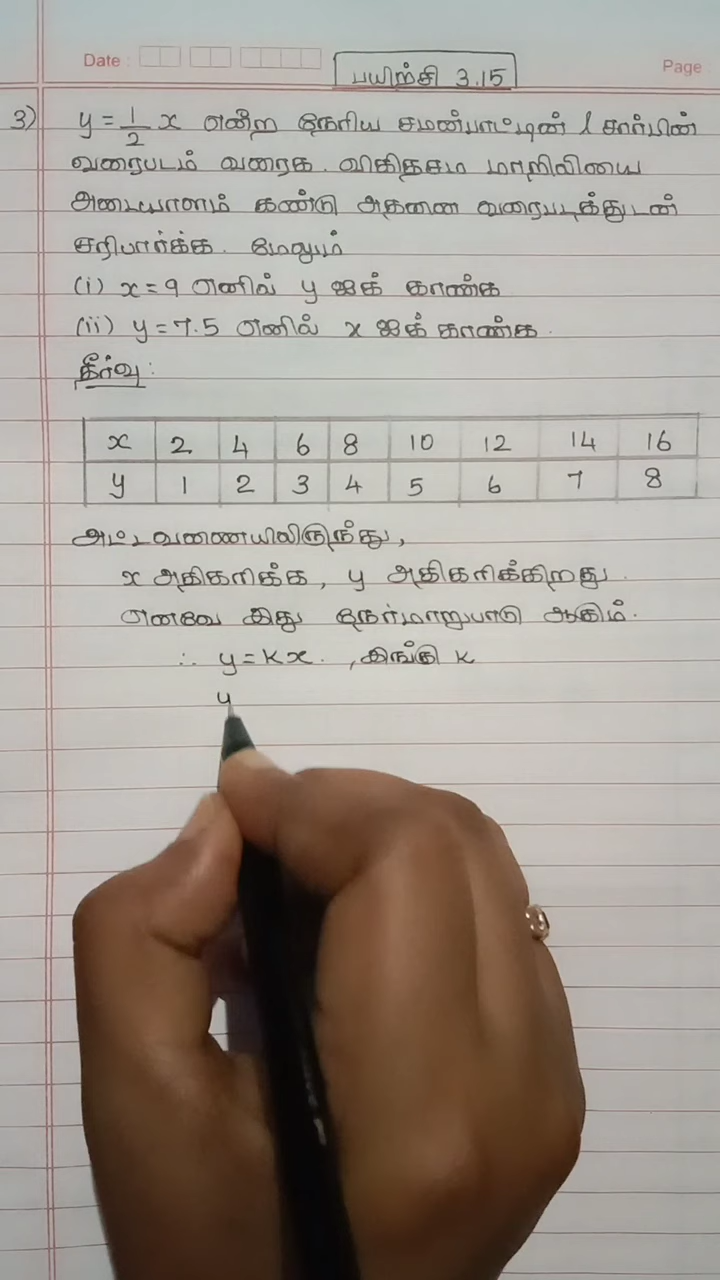 Date :
Page
பயிற்சி 3.15
3) y = 1/2 x என்ற நேரிய சமன்பாட்டின் / சார்பின்
வரைபடம் வரைக. விகிதசம மாறிலியை
அடையாளம் கண்டு அதனை வரைபடத்துடன்
சரிபார்க்க. மேலும்
(i) x = 9 எனில் y ஐக் காண்க
(ii) y = 7.5 எனில் x ஐக் காண்க.
தீர்வு :
x 2 4 6 8 10 12 14 16
y 1 2 3 4 5 6 7 8
அட்டவணையிலிருந்து,
x அதிகரிக்க, y அதிகரிக்கிறது.
எனவே இது நேர்மாறுபாடு ஆகும்.
∴ y = kx. , இங்கு k
y